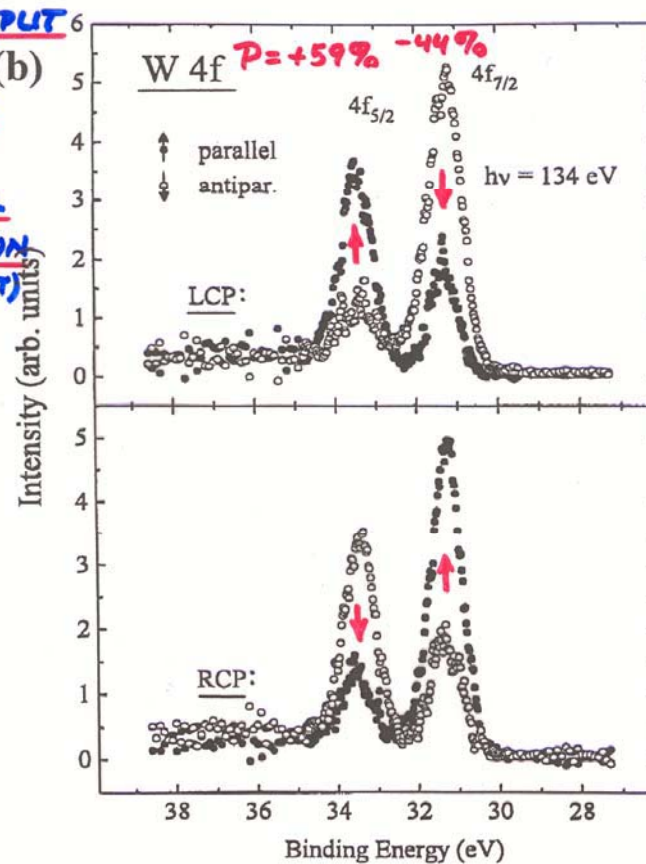 PLIT
(b)
ON
T)
W 4f
P = +59% -44%
4f5/2
4f7/2
parallel
antipar.
hν = 134 eV
LCP:
Intensity (arb. units)
6
5
4
3
2
1
0
RCP:
5
4
3
2
1
0
38 36 34 32 30 28
Binding Energy (eV)